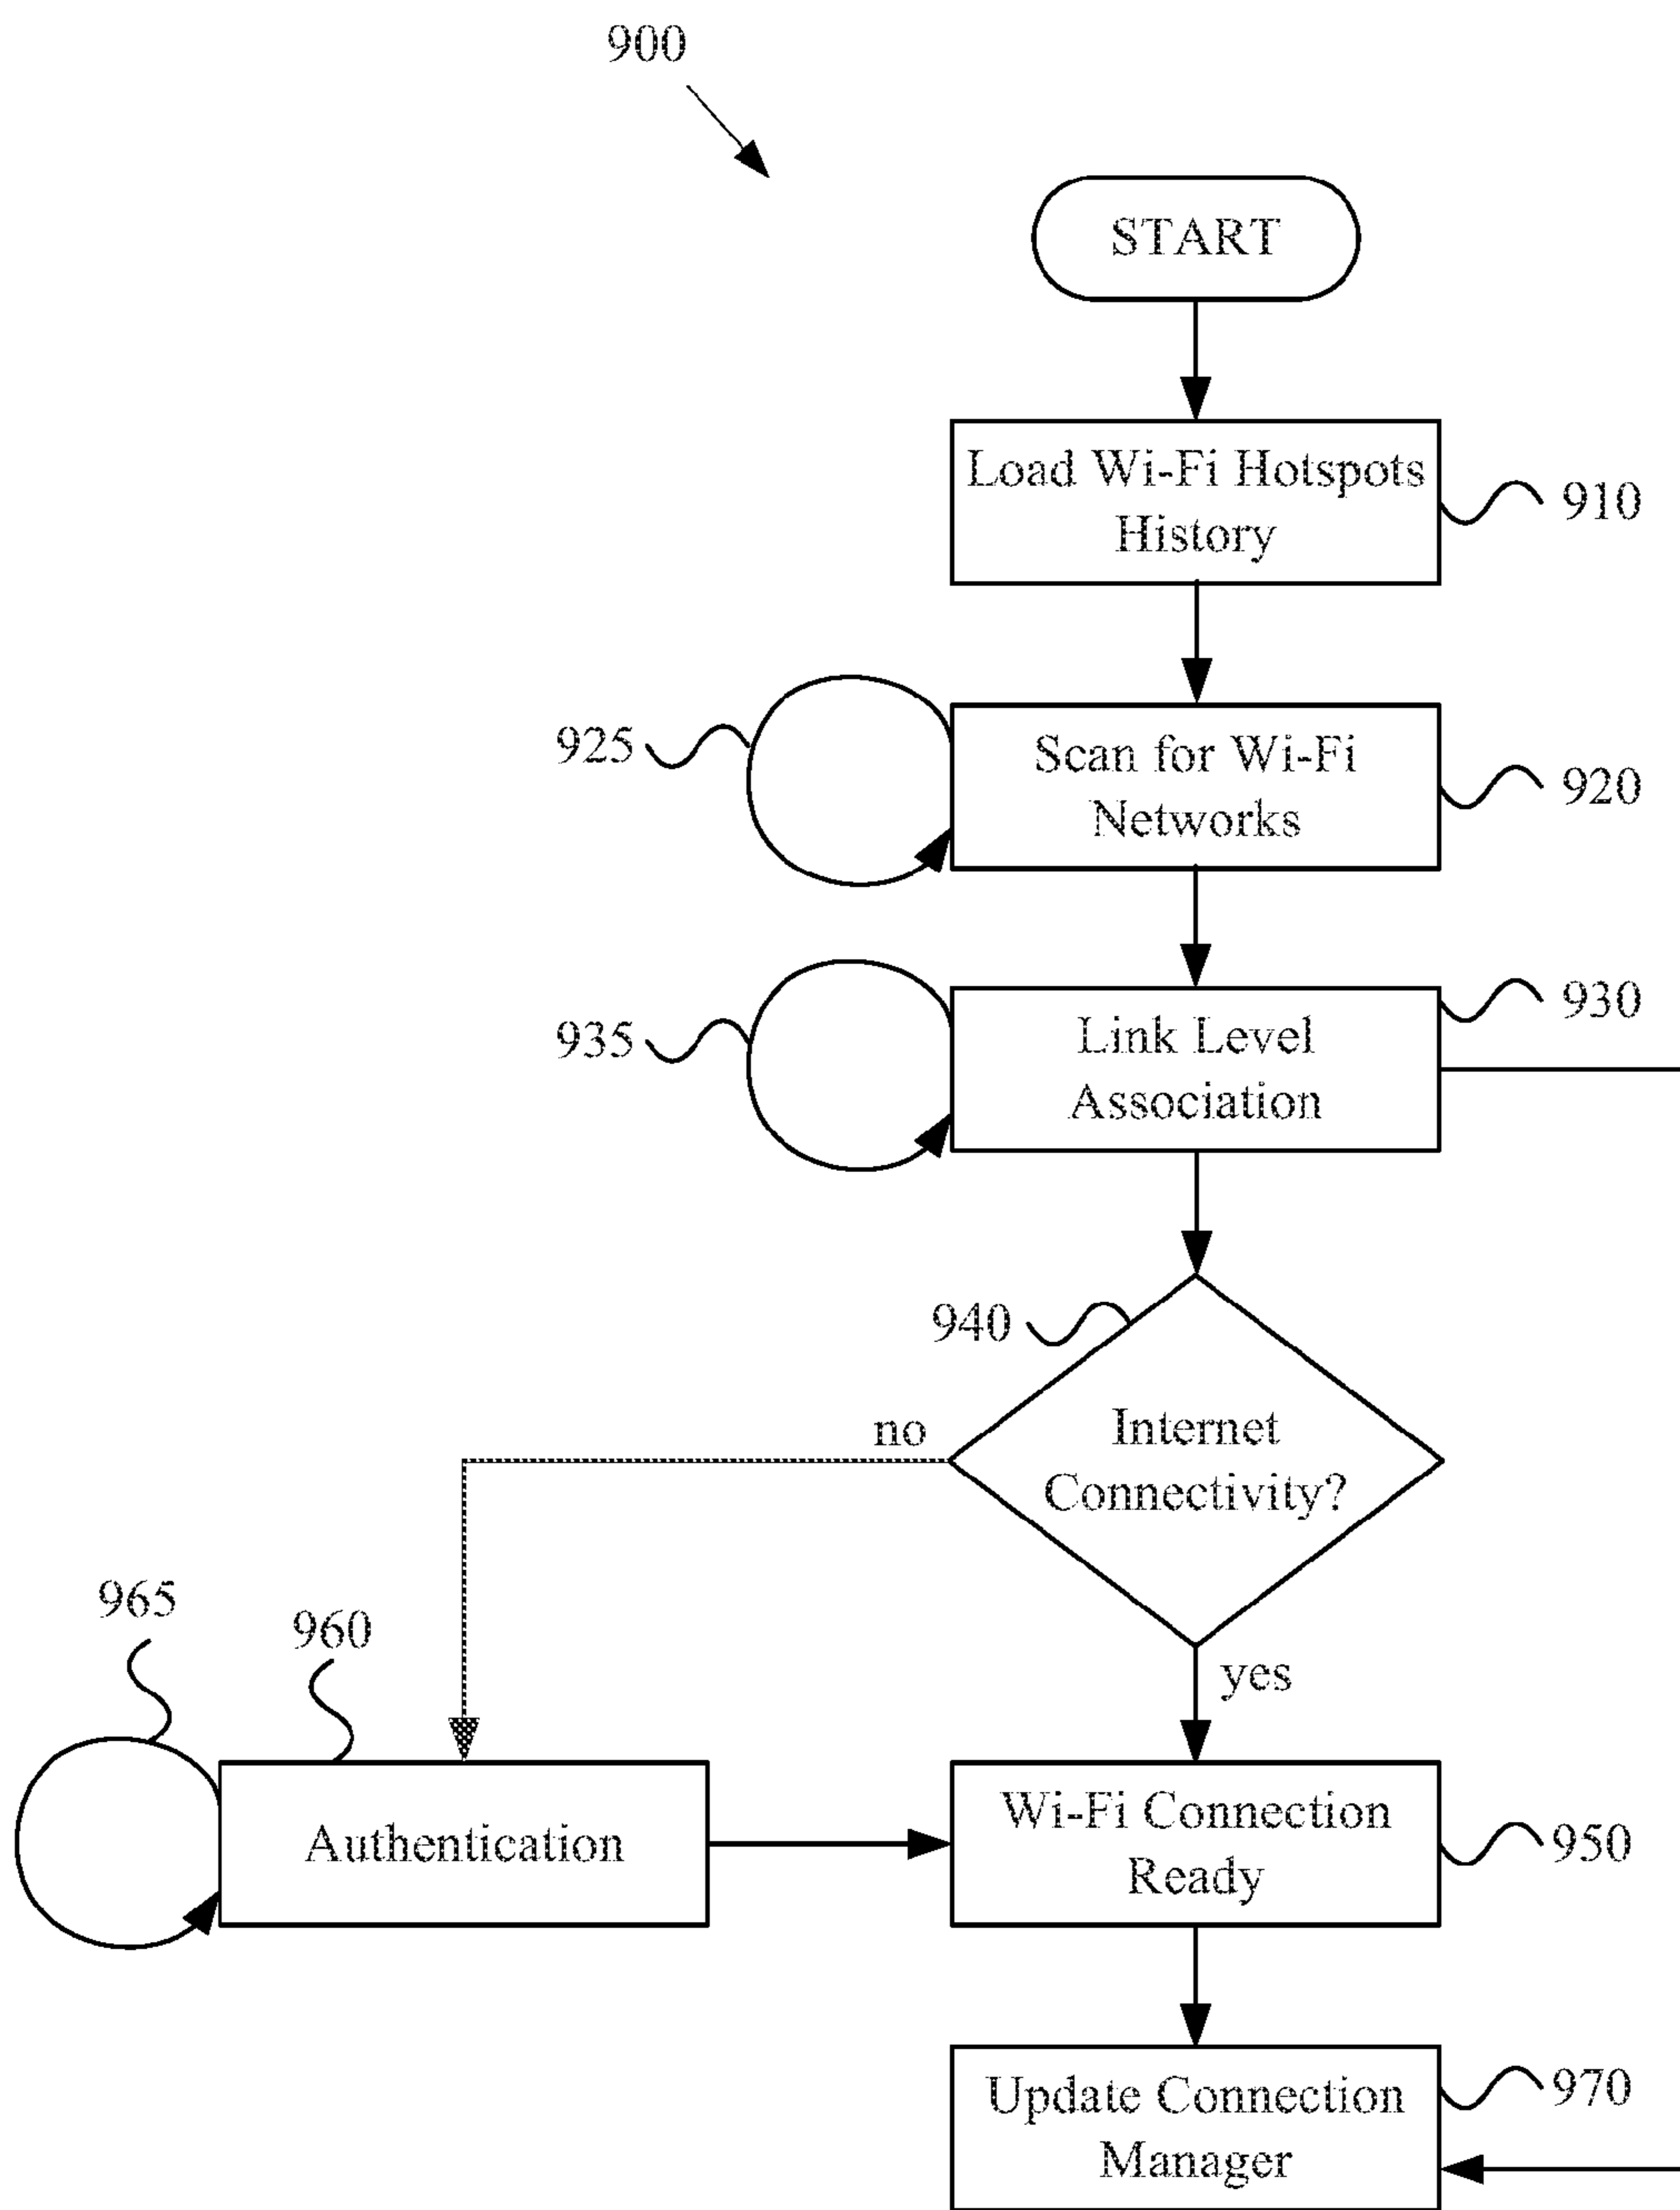 900
START
Load Wi-Fi Hotspots
History
910
925
Scan for Wi-Fi
Networks
920
935
Link Level
Association
930
940
Internet
Connectivity?
no
yes
965
960
Authentication
Wi-Fi Connection
Ready
950
Update Connection
Manager
970